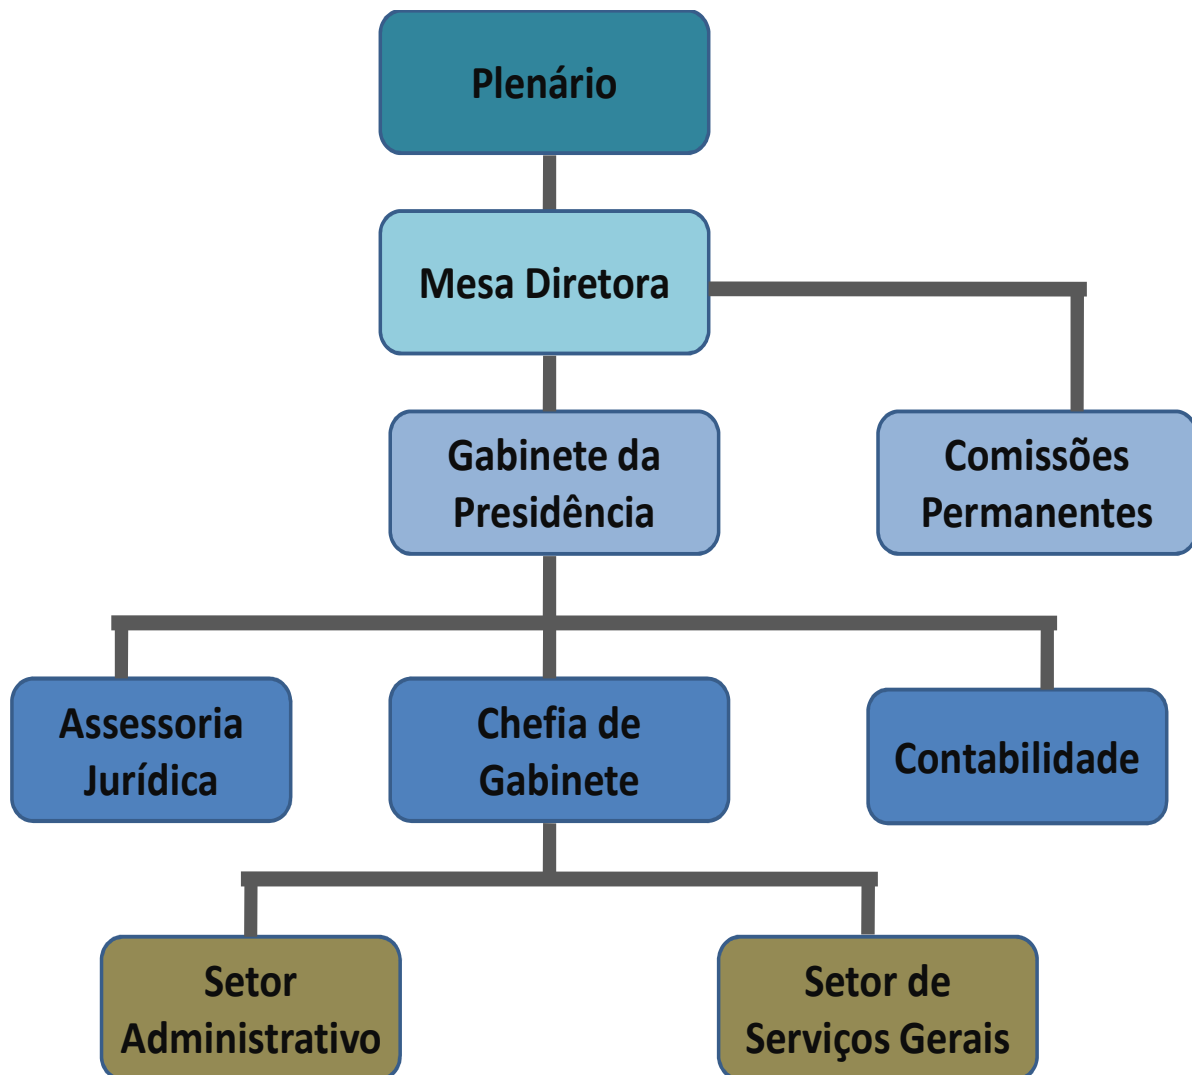 Plenário
Mesa Diretora
Gabinete da
Presidência
Comissões
Permanentes
Assessoria
Jurídica
Chefia de
Gabinete
Contabilidade
Setor
Administrativo
Setor de
Serviços Gerais